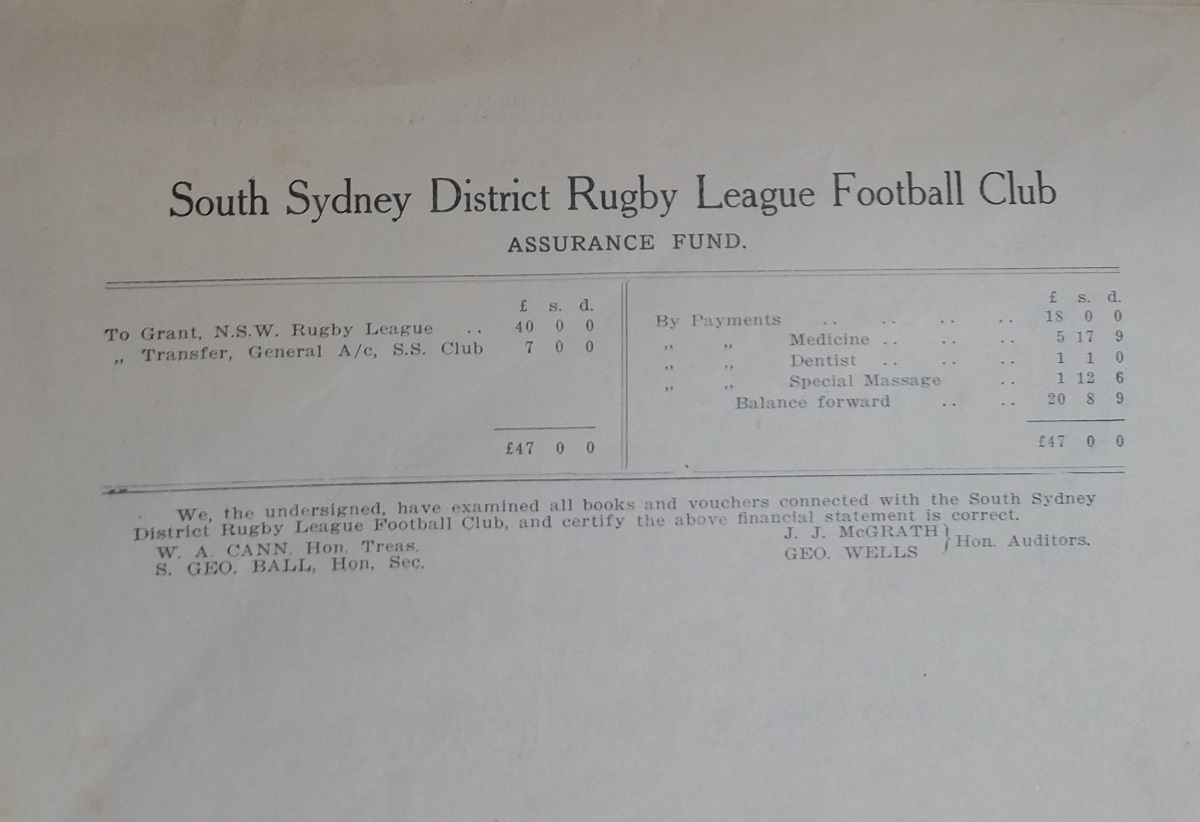 South Sydney District Rugby League Football Club
ASSURANCE FUND.
£ s. d.
To Grant, N.S.W. Rugby League .. 40 0 0
„ Transfer, General A/c, S.S. Club 7 0 0
£47 0 0
£ s. d.
By Payments .. .. .. .. 18 0 0
„ „ Medicine .. .. .. 5 17 9
„ „ Dentist .. .. .. 1 1 0
„ „ Special Massage .. 1 12 6
Balance forward .. .. 20 8 9
£47 0 0
We, the undersigned, have examined all books and vouchers connected with the South Sydney
District Rugby League Football Club, and certify the above financial statement is correct.
W. A. CANN, Hon. Treas.
S. GEO. BALL, Hon. Sec.
J. J. McGRATH } Hon. Auditors.
GEO. WELLS